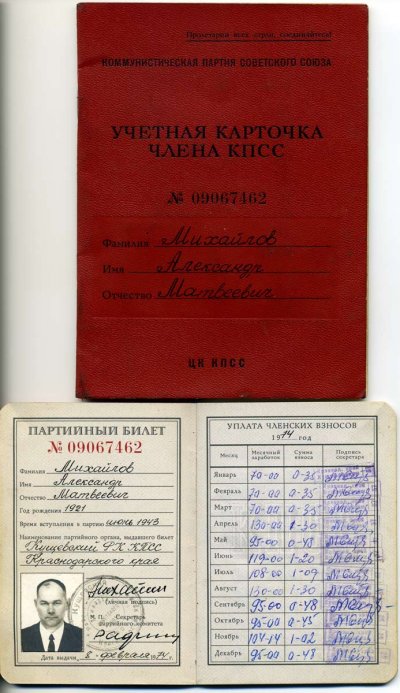 Пролетарии всех стран, соединяйтесь!
КОММУНИСТИЧЕСКАЯ ПАРТИЯ СОВЕТСКОГО СОЮЗА
УЧЕТНАЯ КАРТОЧКА
ЧЛЕНА КПСС
№ 09067462
Фамилия Михайлов
Имя Александр
Отчество Матвеевич
ЦК КПСС
ПАРТИЙНЫЙ БИЛЕТ
№ 09067462
Фамилия Михайлов
Имя Александр
Отчество Матвеевич
Год рождения 1921
Время вступления в партию июнь 1943
Наименование партийного органа, выдавшего билет
РК КПСС
Краснодарского края
(личная подпись)
М. П. Секретарь
партийного комитета
Дата выдачи 8 февраля 74 г.
УПЛАТА ЧЛЕНСКИХ ВЗНОСОВ
1974 год
Месяц Месячный заработок Сумма взноса Подпись секретаря
Январь 70-00 0-35
Февраль 70-00 0-35
Март 70-00 0-35
Апрель 130-00 1-30
Май 95-00 0-48
Июнь 119-00 1-20
Июль 108-00 1-09
Август 130-00 1-30
Сентябрь 95-00 0-48
Октябрь 95-00
Ноябрь 1-02
Декабрь 95-00 0-48